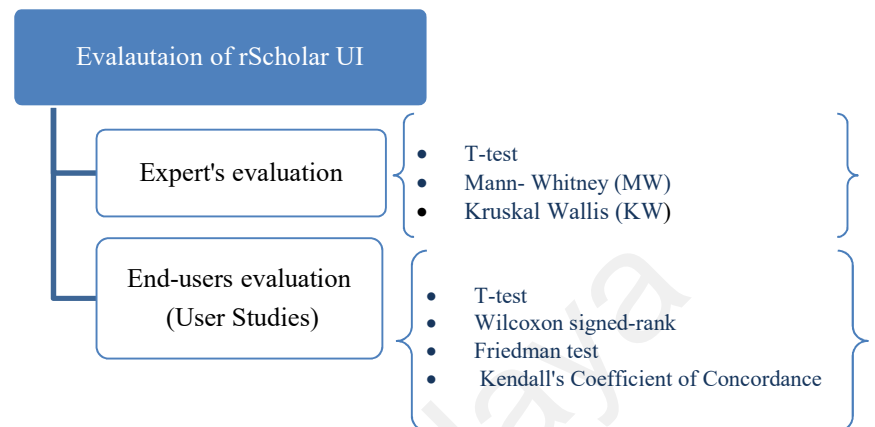 Evalautaion of rScholar UI
Expert's evaluation
• T-test
• Mann- Whitney (MW)
• Kruskal Wallis (KW)
End-users evaluation
(User Studies)
• T-test
• Wilcoxon signed-rank
• Friedman test
• Kendall's Coefficient of Concordance
laya